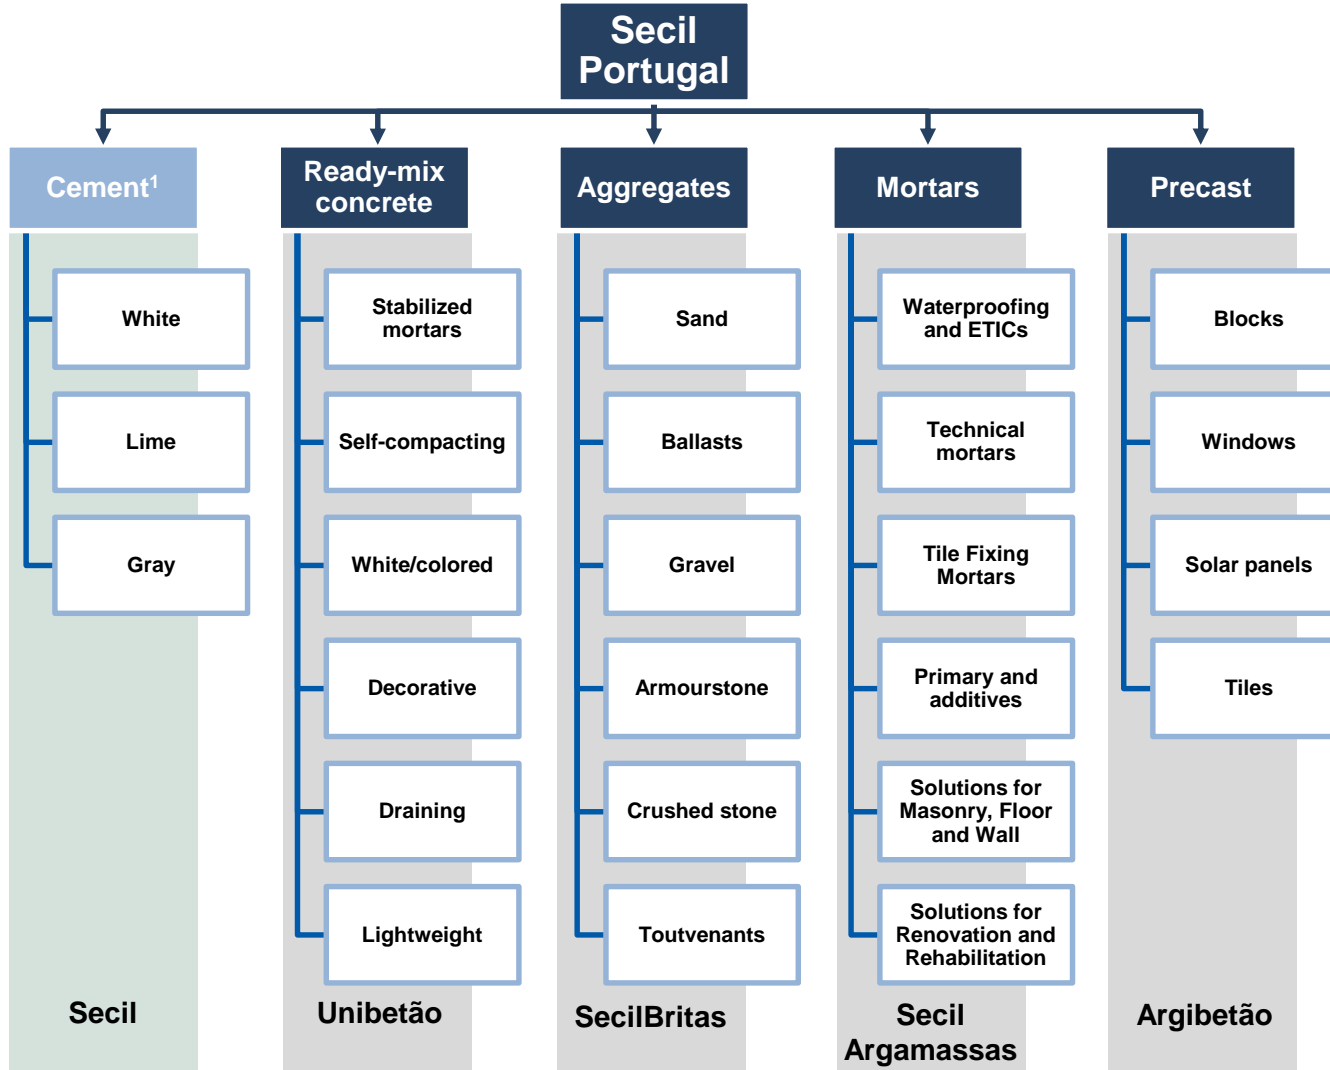 Secil
Portugal
Cement¹
White
Lime
Gray
Secil
Ready-mix
concrete
Stabilized
mortars
Self-compacting
White/colored
Decorative
Draining
Lightweight
Unibetão
Aggregates
Sand
Ballasts
Gravel
Armourstone
Crushed stone
Toutvenants
SecilBritas
Mortars
Waterproofing
and ETICs
Technical
mortars
Tile Fixing
Mortars
Primary and
additives
Solutions for
Masonry, Floor
and Wall
Solutions for
Renovation and
Rehabilitation
Secil
Argamassas
Precast
Blocks
Windows
Solar panels
Tiles
Argibetão